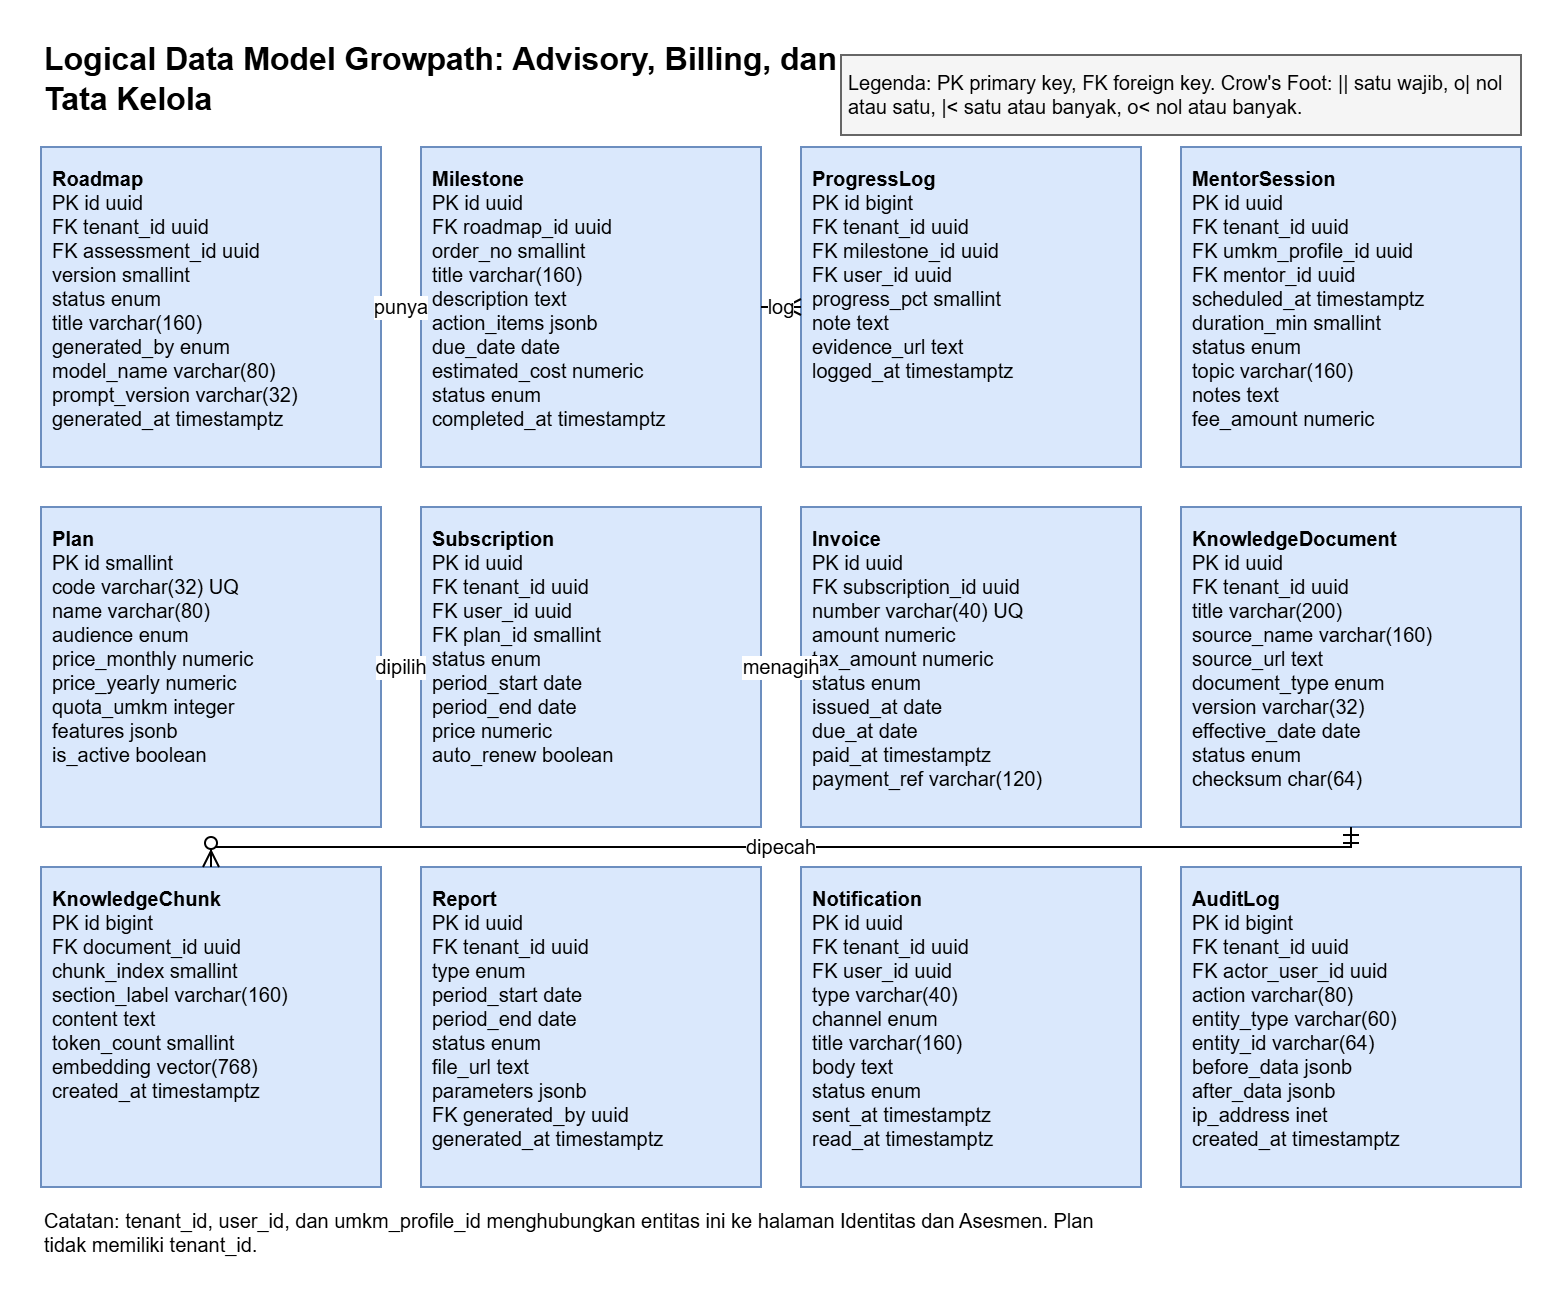 Logical Data Model Growpath: Advisory, Billing, dan
Tata Kelola
Legenda: PK primary key, FK foreign key. Crow's Foot: || satu wajib, o| nol
atau satu, |< satu atau banyak, o< nol atau banyak.
Roadmap
PK id uuid
FK tenant_id uuid
FK assessment_id uuid
version smallint
status enum
title varchar(160)
generated_by enum
model_name varchar(80)
prompt_version varchar(32)
generated_at timestamptz
punya
Milestone
PK id uuid
FK roadmap_id uuid
order_no smallint
title varchar(160)
description text
action_items jsonb
due_date date
estimated_cost numeric
status enum
completed_at timestamptz
log
ProgressLog
PK id bigint
FK tenant_id uuid
FK milestone_id uuid
FK user_id uuid
progress_pct smallint
note text
evidence_url text
logged_at timestamptz
MentorSession
PK id uuid
FK tenant_id uuid
FK umkm_profile_id uuid
FK mentor_id uuid
scheduled_at timestamptz
duration_min smallint
status enum
topic varchar(160)
notes text
fee_amount numeric
Plan
PK id smallint
code varchar(32) UQ
name varchar(80)
audience enum
price_monthly numeric
price_yearly numeric
quota_umkm integer
features jsonb
is_active boolean
dipilih
Subscription
PK id uuid
FK tenant_id uuid
FK user_id uuid
FK plan_id smallint
status enum
period_start date
period_end date
price numeric
auto_renew boolean
menagih
Invoice
PK id uuid
FK subscription_id uuid
number varchar(40) UQ
amount numeric
tax_amount numeric
status enum
issued_at date
due_at date
paid_at timestamptz
payment_ref varchar(120)
KnowledgeDocument
PK id uuid
FK tenant_id uuid
title varchar(200)
source_name varchar(160)
source_url text
document_type enum
version varchar(32)
effective_date date
status enum
checksum char(64)
dipecah
KnowledgeChunk
PK id bigint
FK document_id uuid
chunk_index smallint
section_label varchar(160)
content text
token_count smallint
embedding vector(768)
created_at timestamptz
Report
PK id uuid
FK tenant_id uuid
type enum
period_start date
period_end date
status enum
file_url text
parameters jsonb
FK generated_by uuid
generated_at timestamptz
Notification
PK id uuid
FK tenant_id uuid
FK user_id uuid
type varchar(40)
channel enum
title varchar(160)
body text
status enum
sent_at timestamptz
read_at timestamptz
AuditLog
PK id bigint
FK tenant_id uuid
FK actor_user_id uuid
action varchar(80)
entity_type varchar(60)
entity_id varchar(64)
before_data jsonb
after_data jsonb
ip_address inet
created_at timestamptz
Catatan: tenant_id, user_id, dan umkm_profile_id menghubungkan entitas ini ke halaman Identitas dan Asesmen. Plan
tidak memiliki tenant_id.